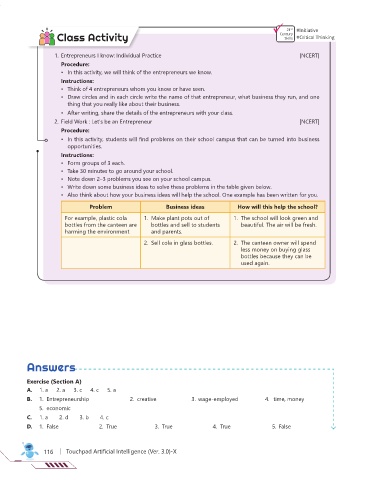 Class Activity
21st Century Skills
#Initiative
#Critical Thinking
1. Entrepreneurs I know: Individual Practice [NCERT]
Procedure:
• In this activity, we will think of the entrepreneurs we know.
Instructions:
• Think of 4 entrepreneurs whom you know or have seen.
• Draw circles and in each circle write the name of that entrepreneur, what business they run, and one
thing that you really like about their business.
• After writing, share the details of the entrepreneurs with your class.
2. Field Work : Let's be an Entrepreneur [NCERT]
Procedure:
• In this activity, students will find problems on their school campus that can be turned into business
opportunities.
Instructions:
• Form groups of 3 each.
• Take 30 minutes to go around your school.
• Note down 2–3 problems you see on your school campus.
• Write down some business ideas to solve these problems in the table given below.
• Also think about how your business ideas will help the school. One example has been written for you.
Problem Business ideas How will this help the school?
For example, plastic cola 1. Make plant pots out of 1. The school will look green and
bottles from the canteen are bottles and sell to students beautiful. The air will be fresh.
harming the environment and parents.
2. Sell cola in glass bottles. 2. The canteen owner will spend
less money on buying glass
bottles because they can be
used again.
Answers
Exercise (Section A)
A. 1. a 2. a 3. c 4. c 5. a
B. 1. Entrepreneurship 2. creative 3. wage-employed 4. time, money
5. economic
C. 1. a 2. d 3. b 4. c
D. 1. False 2. True 3. True 4. True 5. False
116 | Touchpad Artificial Intelligence (Ver. 3.0)-X